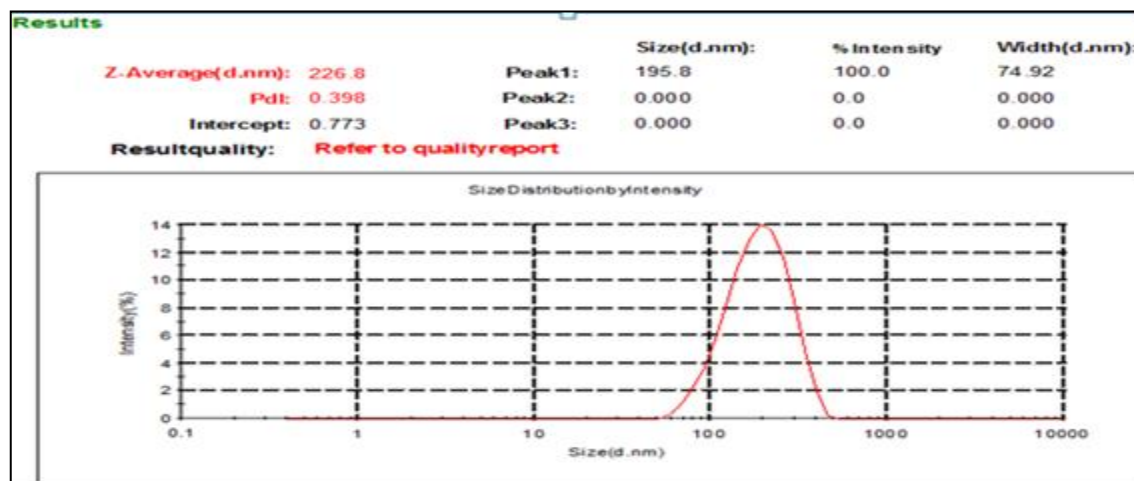 Results
Size(d.nm): %Intensity Width(d.nm):
Z-Average(d.nm): 226.8 Peak1: 195.8 100.0 74.92
PdI: 0.398 Peak2: 0.000 0.0 0.000
Intercept: 0.773 Peak3: 0.000 0.0 0.000
Resultquality: Refer to qualityreport
SizeDistributionbyIntensity
Intensity(%)
14
12
10
8
6
4
2
0
0.1 1 10 100 1000 10000
Size(d.nm)